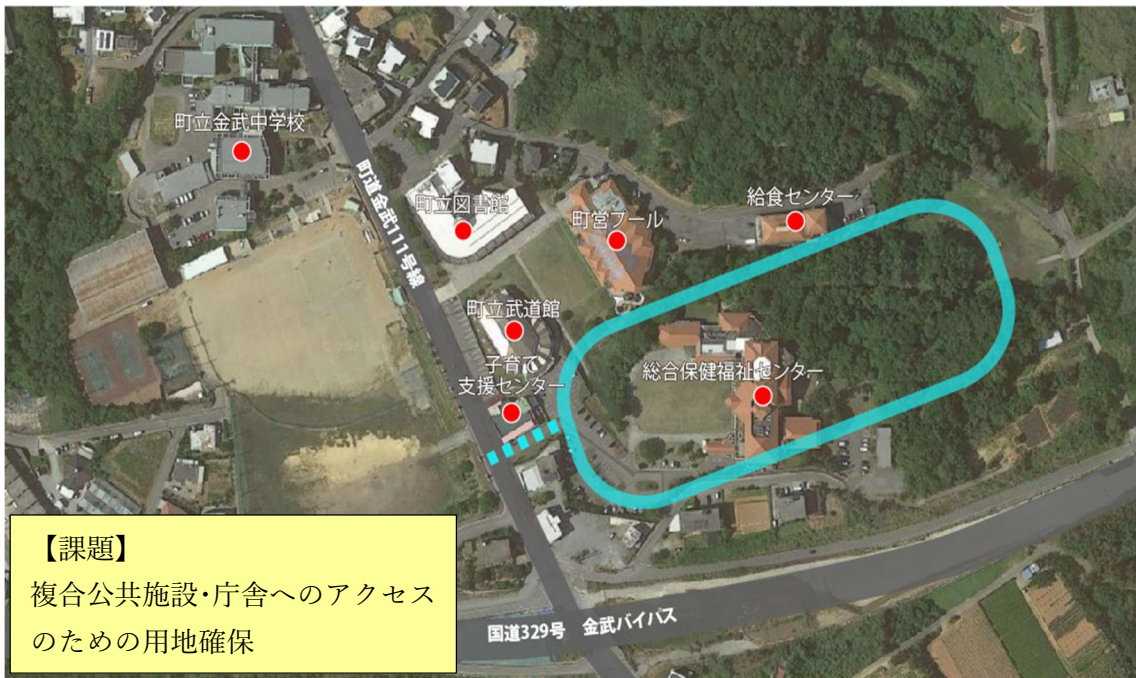 町立金武中学校
町道金武111号線
町立図書館
町営プール
給食センター
町立武道館
子育て
支援センター
総合保健福祉センター
【課題】
複合公共施設・庁舎へのアクセス
のための用地確保
国道329号 金武バイパス